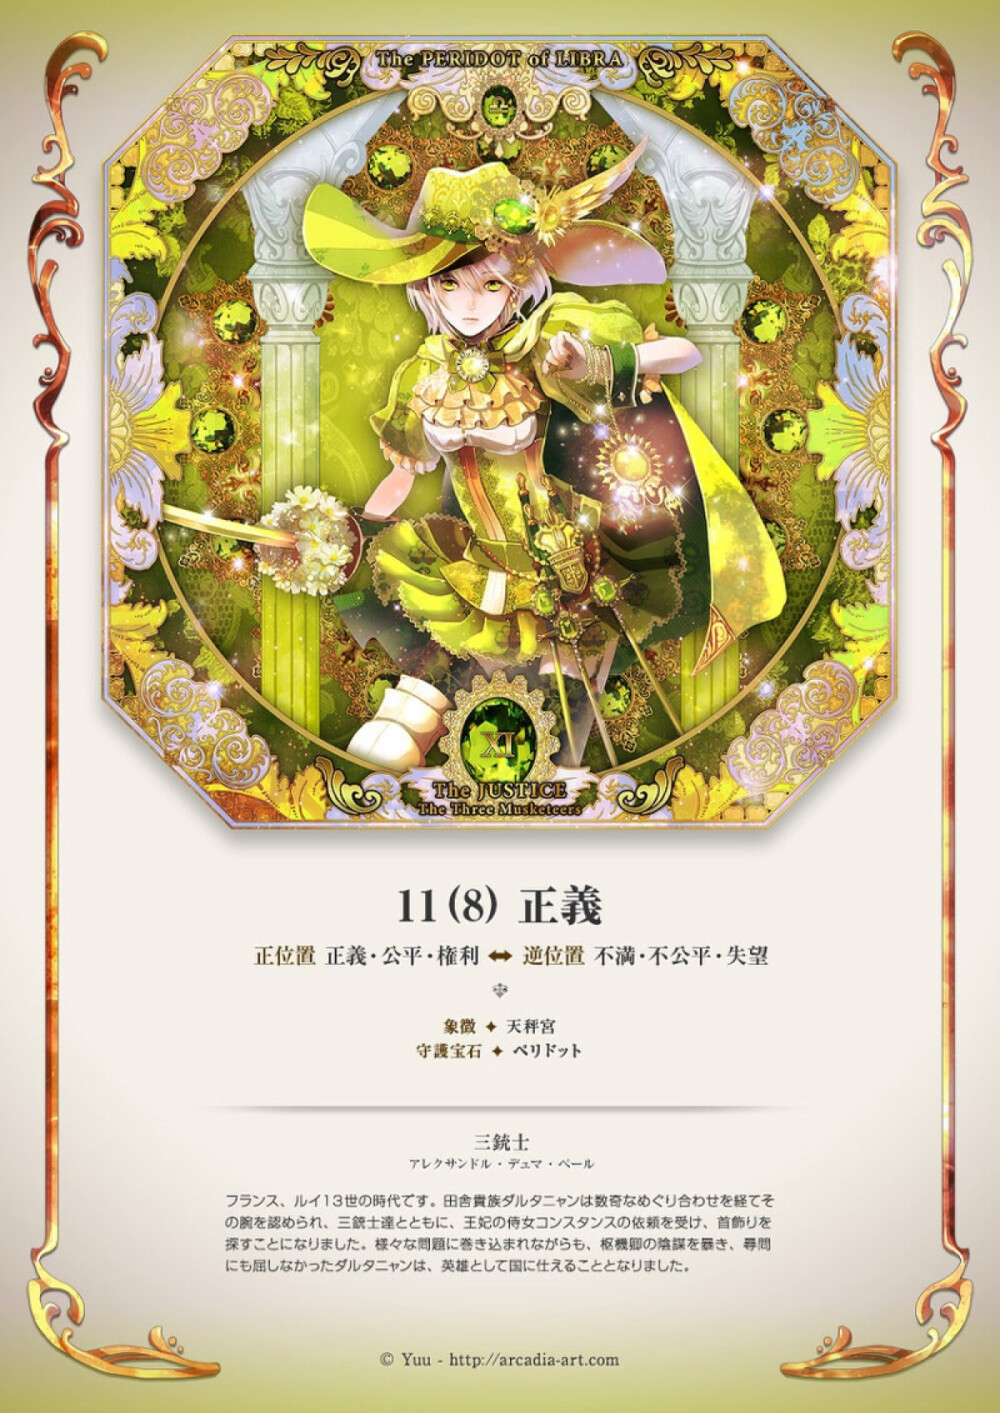 The PERIDOT of LIBRA
♎
XI
The JUSTICE
The Three Musketeers
11 (8) 正義
正位置 正義・公平・権利 ⬌ 逆位置 不満・不公平・失望
象徴 ✦ 天秤宮
守護宝石 ✦ ペリドット
三銃士
アレクサンドル・デュマ・ペール
フランス、ルイ13世の時代です。田舎貴族ダルタニャンは数奇なめぐり合わせを経てそ
の腕を認められ、三銃士達とともに、王妃の侍女コンスタンスの依頼を受け、首飾りを
探すことになりました。様々な問題に巻き込まれながらも、枢機卿の陰謀を暴き、尋問
にも屈しなかったダルタニャンは、英雄として国に仕えることとなりました。
© Yuu - http://arcadia-art.com